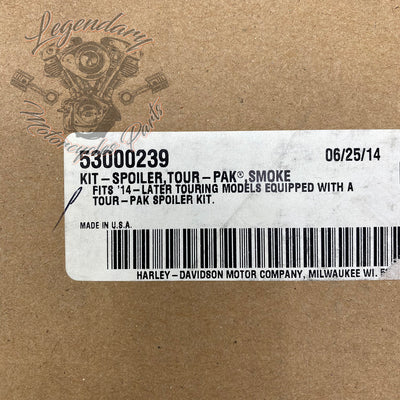 Legendary
Motorcycles Parts
53000239 06/25/14
KIT-SPOILER,TOUR-PAK®,SMOKE
FITS '14-LATER TOURING MODELS EQUIPPED WITH A
TOUR-PAK SPOILER KIT.
MADE IN U.S.A.
HARLEY-DAVIDSON MOTOR COMPANY, MILWAUKEE WI.